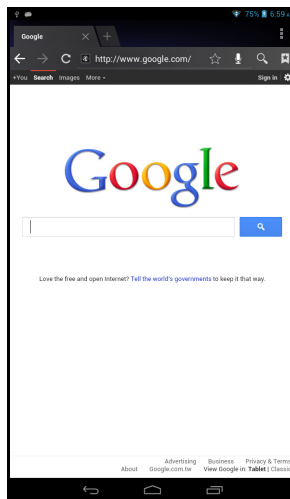 75% 6:59
Google
http://www.google.com/
+You Search Images More Sign in
Google
Love the free and open Internet? Tell the world's governments to keep it that way.
Advertising Business Privacy & Terms
About Google.com.tw View Google in: Tablet | Classic